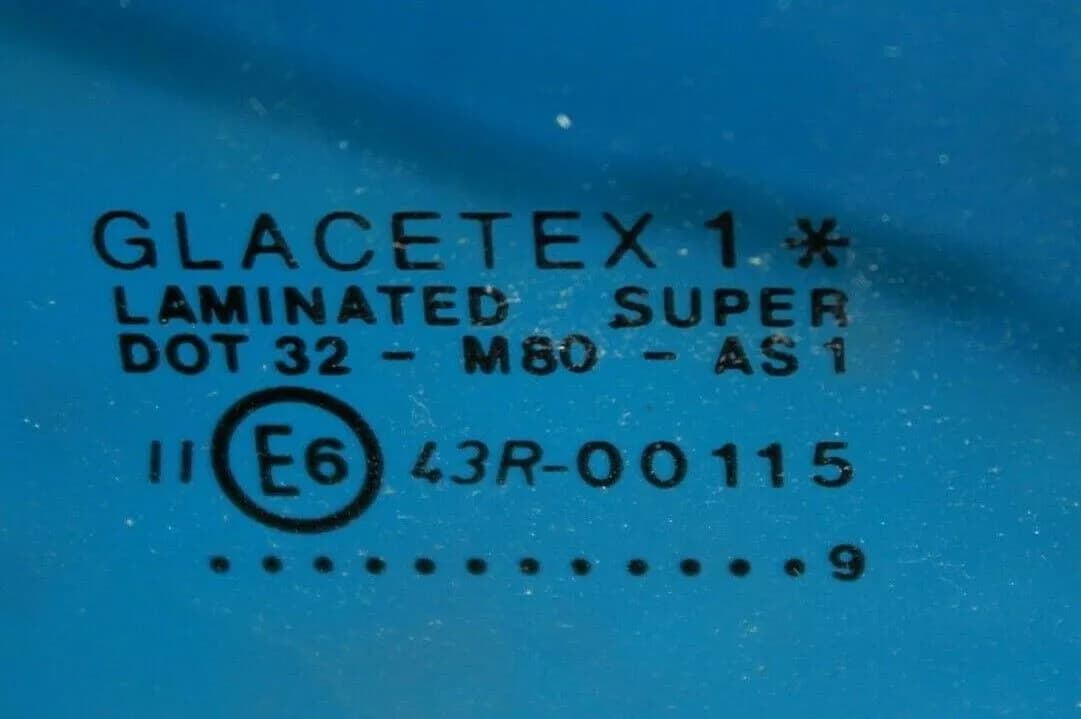 GLACETEX 1 *
LAMINATED SUPER
DOT 32 - M80 - AS1
II E6 43R-00115
............9